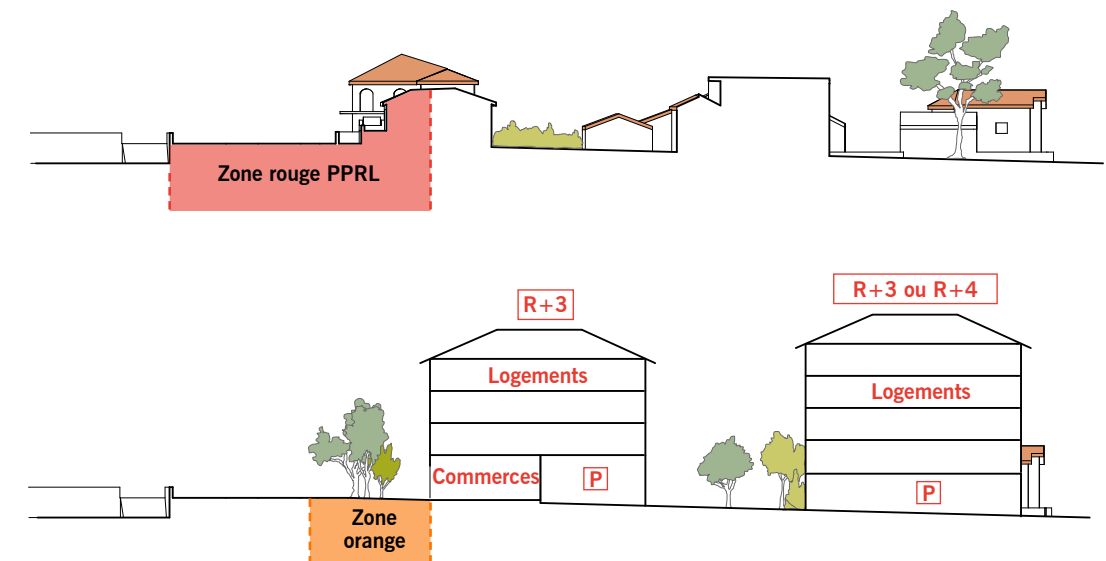 Zone rouge PPRL
R+3 ou R+4
R+3
Logements
Logements
Commerces
P
P
Zone
orange